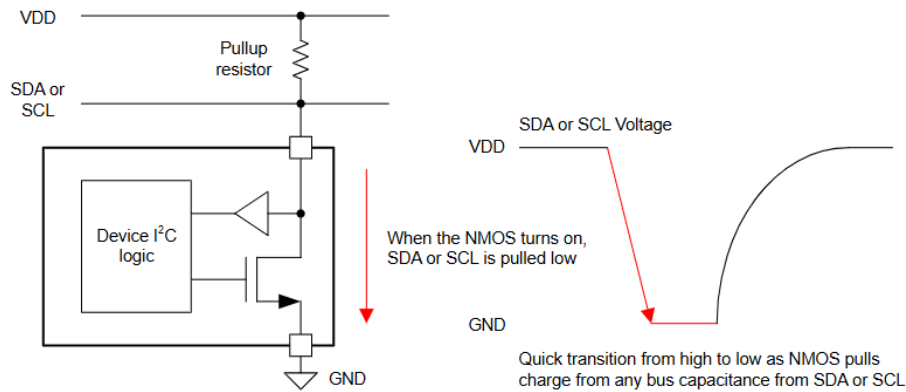 VDD
Pullup
resistor
SDA or
SCL
Device I²C
logic
When the NMOS turns on,
SDA or SCL is pulled low
GND
SDA or SCL Voltage
VDD
GND
Quick transition from high to low as NMOS pulls
charge from any bus capacitance from SDA or SCL